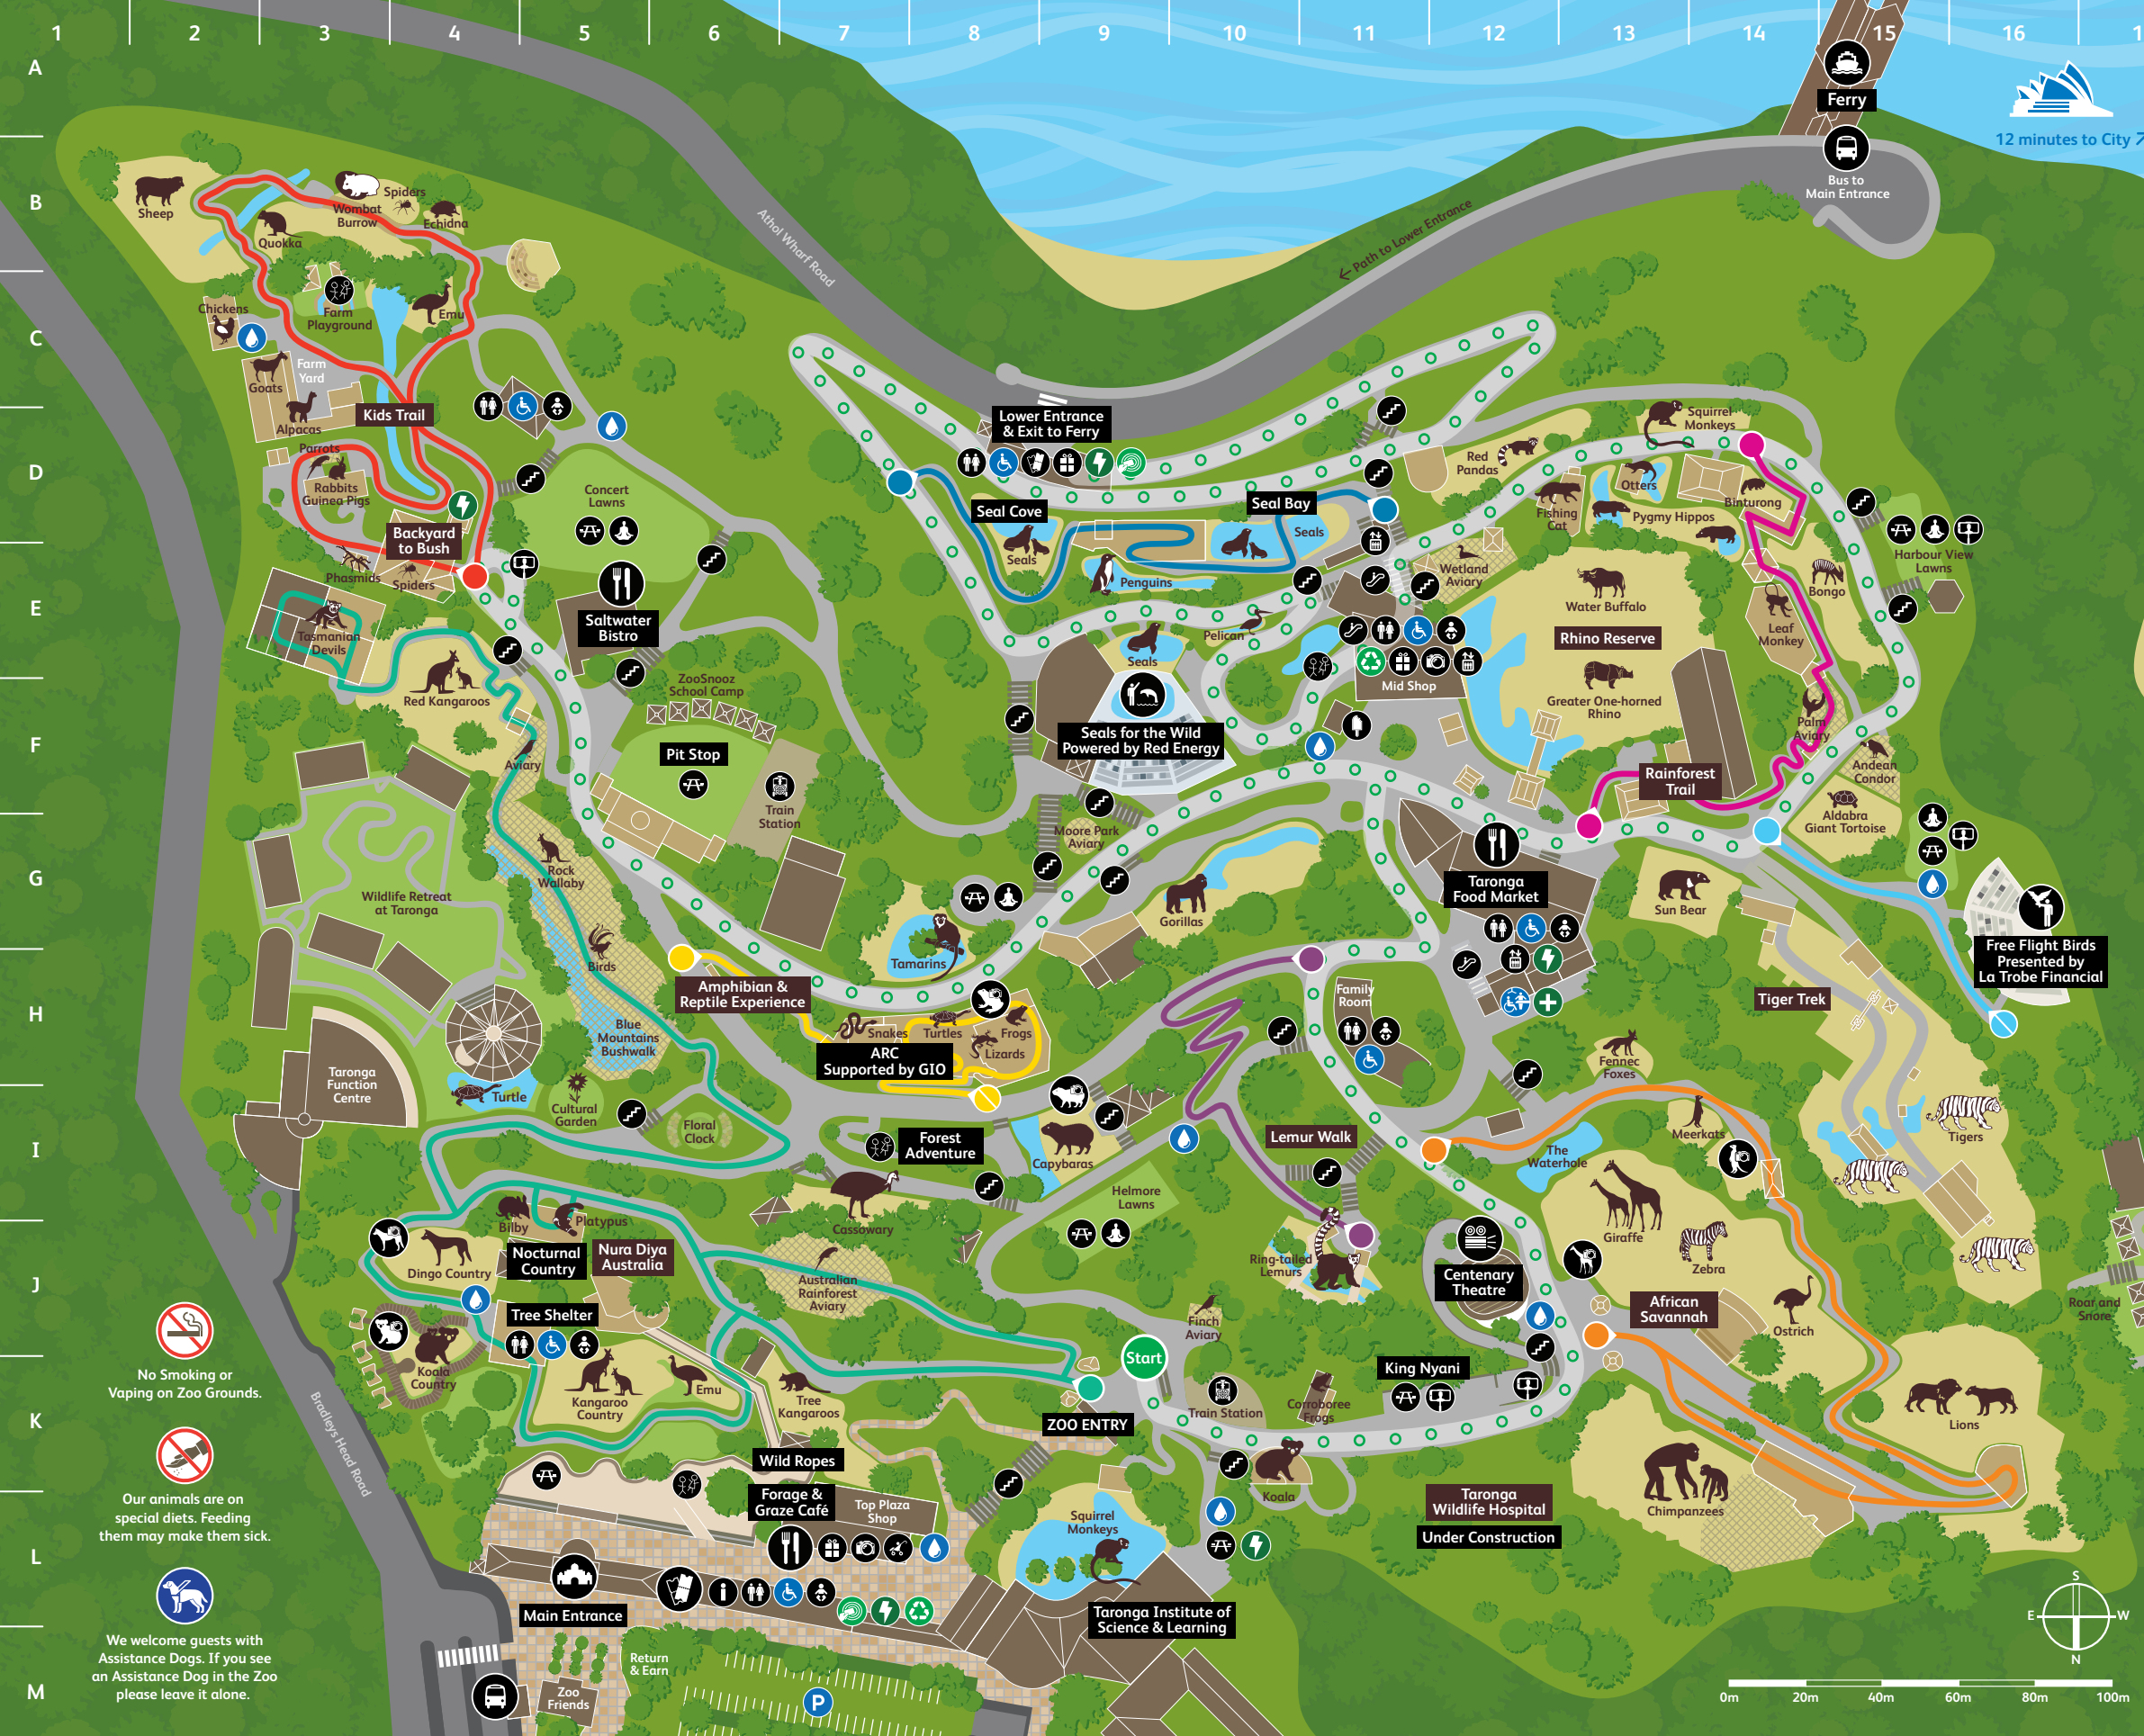 1 2 3 4 5 6 7 8 9 10 11 12 13 14 15 16 1
A
B
C
D
E
F
G
H
I
J
K
L
M
Ferry
12 minutes to City
Bus to
Main Entrance
Athol Wharf Road
← Path to Lower Entrance
Sheep
Wombat
Burrow
Spiders
Echidna
Quokka
Chickens
Farm
Playground
Emu
Goats
Farm
Yard
Alpacas
Kids Trail
Parrots
Rabbits
Guinea Pigs
Backyard
to Bush
Phasmids
Spiders
Concert
Lawns
Saltwater
Bistro
Tasmanian
Devils
Red Kangaroos
ZooSnooz
School Camp
Pit Stop
Train
Station
Aviary
Rock
Wallaby
Wildlife Retreat
at Taronga
Birds
Blue
Mountains
Bushwalk
Lower Entrance
& Exit to Ferry
Seal Cove
Seals
Seal Bay
Seals
Penguins
Pelican
Seals
Seals for the Wild
Powered by Red Energy
Moore Park
Aviary
Gorillas
Tamarins
Mid Shop
Wetland
Aviary
Red
Pandas
Squirrel
Monkeys
Otters
Fishing
Cat
Pygmy Hippos
Binturong
Water Buffalo
Rhino Reserve
Greater One-horned
Rhino
Bongo
Leaf
Monkey
Palm
Aviary
Harbour View
Lawns
Rainforest
Trail
Andean
Condor
Aldabra
Giant Tortoise
Sun Bear
Taronga
Food Market
Free Flight Birds
Presented by
La Trobe Financial
Tiger Trek
Tigers
Fennec
Foxes
Meerkats
The
Waterhole
Giraffe
Zebra
Ostrich
African
Savannah
Lions
Chimpanzees
Roar and
Snore
Amphibian &
Reptile Experience
Snakes
Turtles
Frogs
Lizards
ARC
Supported by GIO
Family
Room
Lemur Walk
Ring-tailed
Lemurs
Centenary
Theatre
King Nyani
Taronga
Function
Centre
Turtle
Cultural
Garden
Floral
Clock
Forest
Adventure
Capybaras
Cassowary
Helmore
Lawns
Bilby
Platypus
Nocturnal
Country
Nura Diya
Australia
Dingo Country
Tree Shelter
Koala
Country
Kangaroo
Country
Emu
Tree
Kangaroos
Australian
Rainforest
Aviary
Finch
Aviary
Start
ZOO ENTRY
Train Station
Corroboree
Frogs
Koala
Wild Ropes
Forage &
Graze Café
Top Plaza
Shop
Squirrel
Monkeys
Taronga Institute of
Science & Learning
Taronga
Wildlife Hospital
Under Construction
Main Entrance
Return
& Earn
Zoo
Friends
P
Bradleys Head Road
No Smoking or
Vaping on Zoo Grounds.
Our animals are on
special diets. Feeding
them may make them sick.
We welcome guests with
Assistance Dogs. If you see
an Assistance Dog in the Zoo
please leave it alone.
S
E W
N
0m 20m 40m 60m 80m 100m